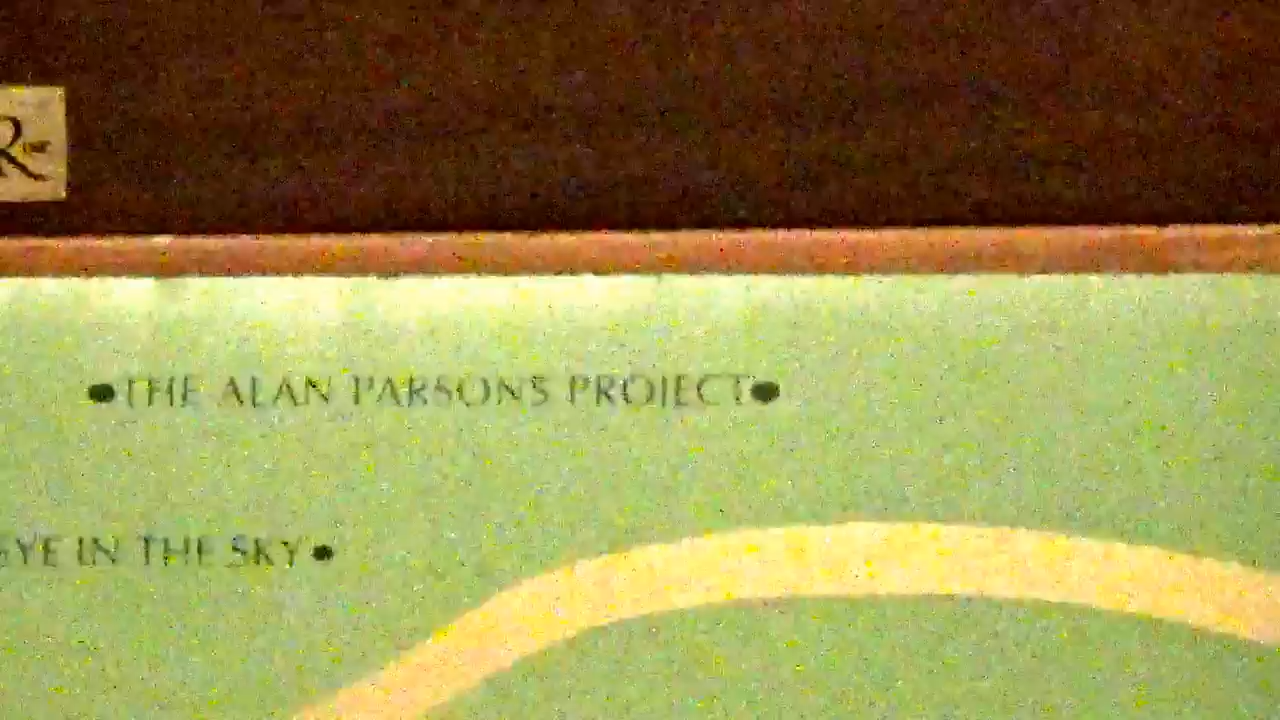 R
•THE ALAN PARSONS PROJECT•
EYE IN THE SKY•